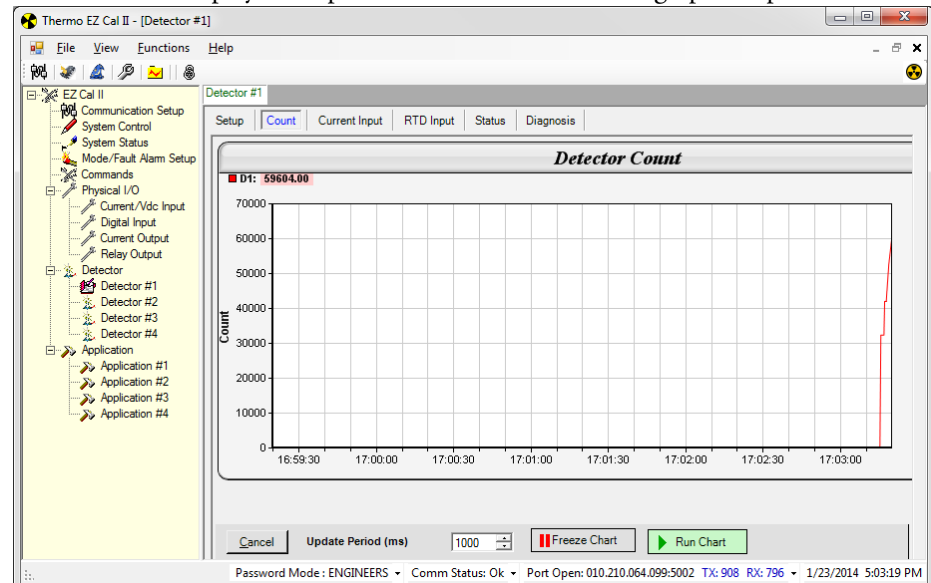 Thermo EZ Cal II - [Detector #1]
File View Functions Help
EZ Cal II
Communication Setup
System Control
System Status
Mode/Fault Alarm Setup
Commands
Physical I/O
Current/Vdc Input
Digital Input
Current Output
Relay Output
Detector
Detector #1
Detector #2
Detector #3
Detector #4
Application
Application #1
Application #2
Application #3
Application #4
Detector #1
Setup Count Current Input RTD Input Status Diagnosis
Detector Count
D1: 59604.00
70000
60000
50000
40000
30000
20000
10000
0
Count
16:59:30 17:00:00 17:00:30 17:01:00 17:01:30 17:02:00 17:02:30 17:03:00
Cancel Update Period (ms) 1000 Freeze Chart Run Chart
Password Mode : ENGINEERS Comm Status: Ok Port Open: 010.210.064.099:5002 TX: 908 RX: 796 1/23/2014 5:03:19 PM